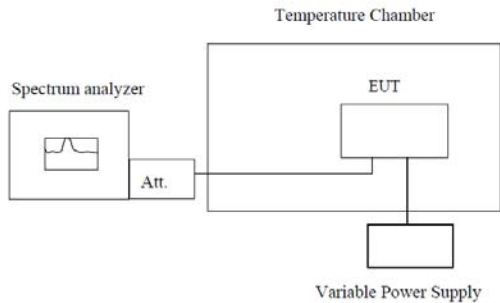 Temperature Chamber
Spectrum analyzer
EUT
Att.
Variable Power Supply